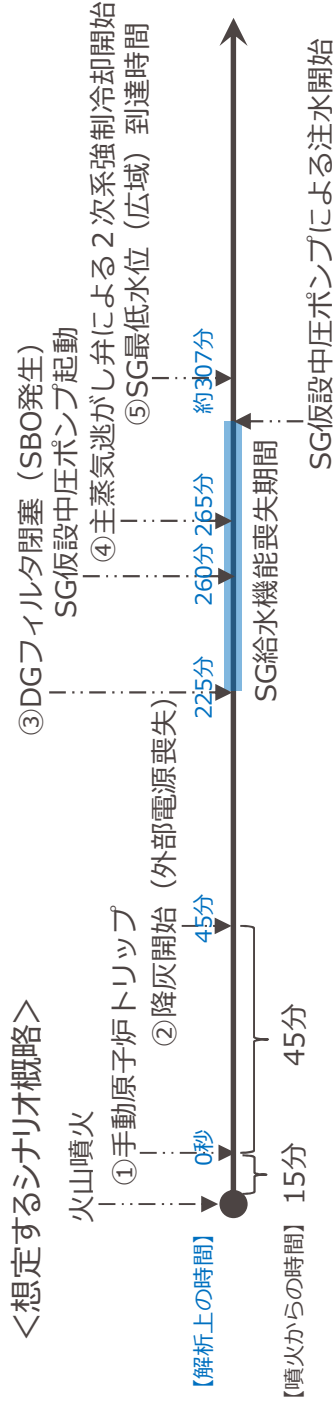 ＜想定するシナリオ概略＞
火山噴火
①手動原子炉トリップ
②降灰開始（外部電源喪失）
③DGフィルタ閉塞（SBO発生）
SG仮設中圧ポンプ起動
④主蒸気逃がし弁による２次系強制冷却開始
⑤SG最低水位（広域）到達時間
【解析上の時間】
0秒
45分
225分
260分
265分
約307分
【噴火からの時間】
15分
45分
SG給水機能喪失期間
SG仮設中圧ポンプによる注水開始